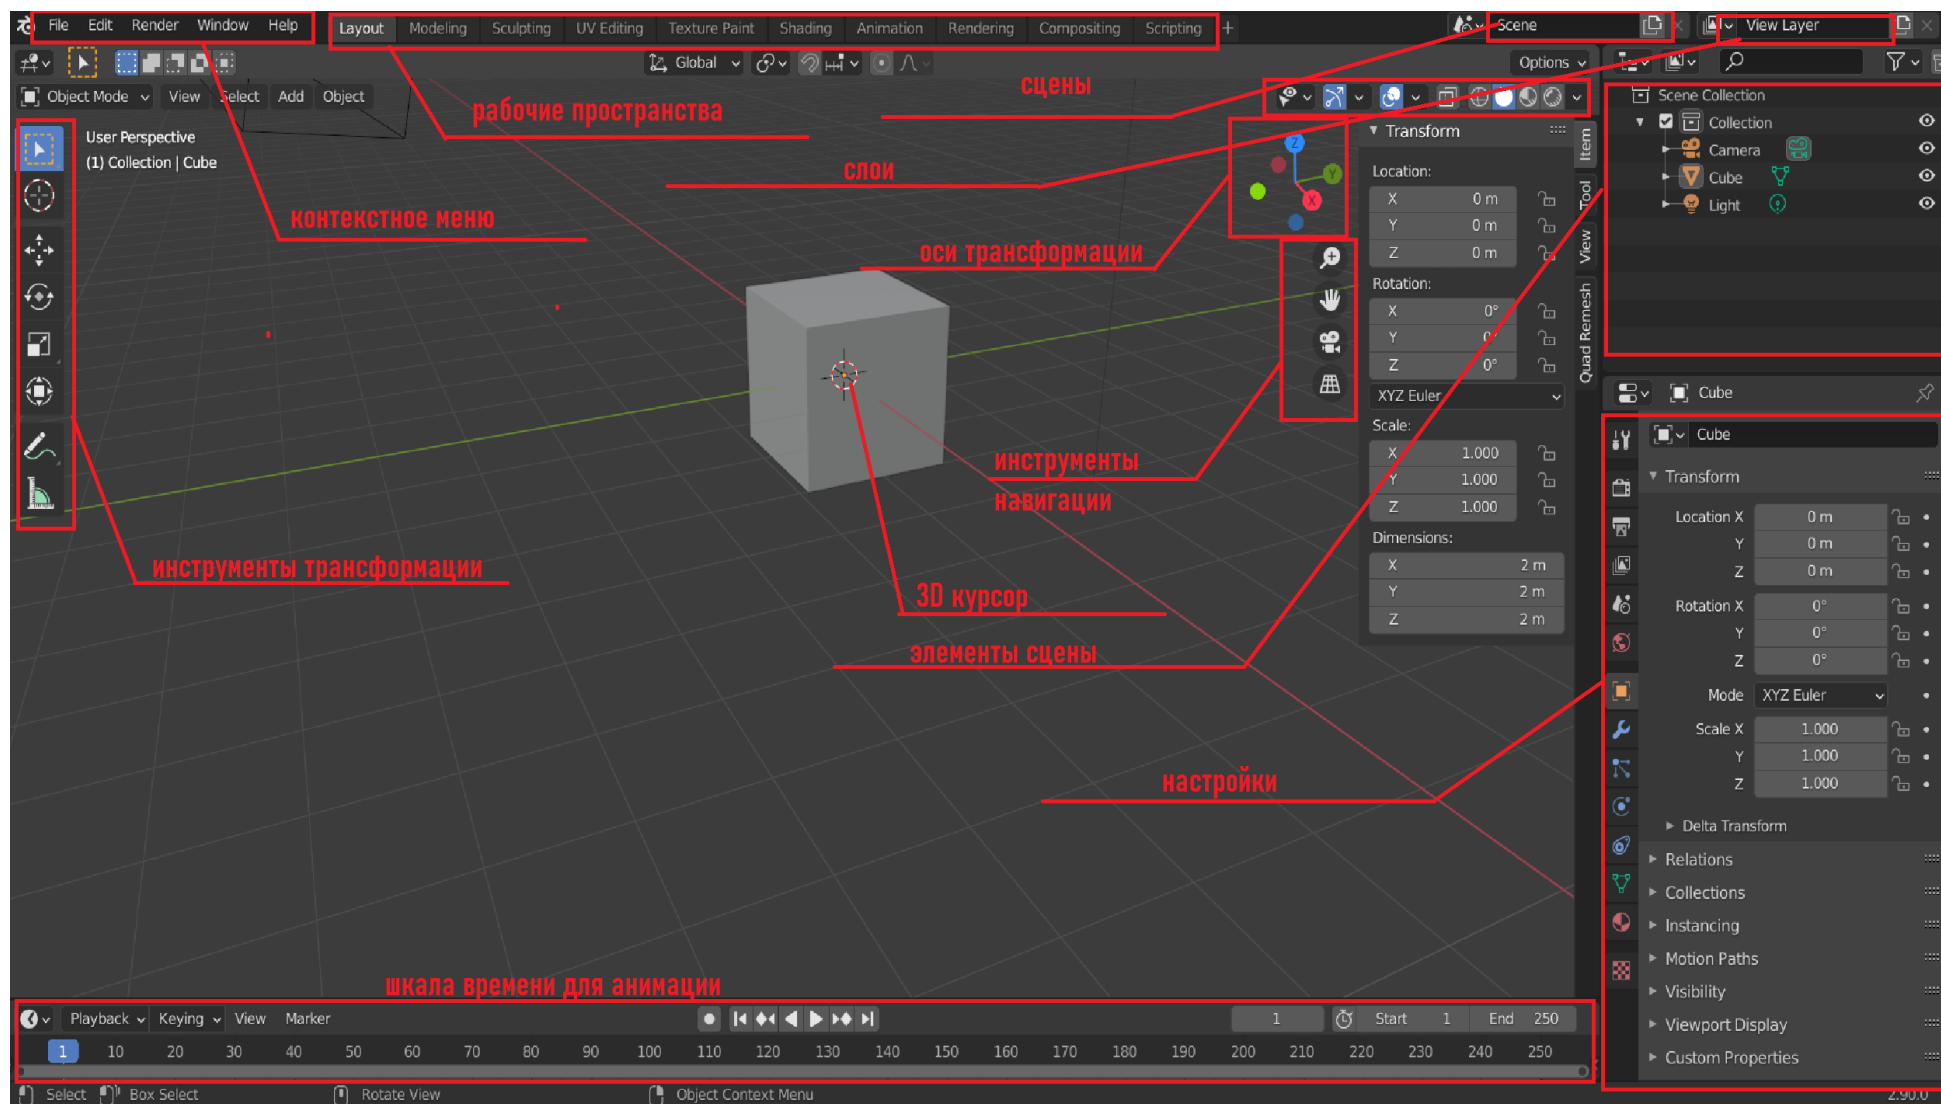 File Edit Render Window Help Layout Modeling Sculpting UV Editing Texture Paint Shading Animation Rendering Compositing Scripting + Scene View Layer
Global Options
Object Mode View Select Add Object
User Perspective
(1) Collection | Cube
рабочие пространства
сцены
слои
контекстное меню
оси трансформации
инструменты
навигации
инструменты трансформации
3D курсор
элементы сцены
настройки
шкала времени для анимации
Z
Y
X
Transform
Location:
X 0 m
Y 0 m
Z 0 m
Rotation:
X 0°
Y 0°
Z 0°
XYZ Euler
Scale:
X 1.000
Y 1.000
Z 1.000
Dimensions:
X 2 m
Y 2 m
Z 2 m
Item
Tool
View
Quad Remesh
Scene Collection
Collection
Camera
Cube
Light
Cube
Cube
Transform
Location X 0 m
Y 0 m
Z 0 m
Rotation X 0°
Y 0°
Z 0°
Mode XYZ Euler
Scale X 1.000
Y 1.000
Z 1.000
Delta Transform
Relations
Collections
Instancing
Motion Paths
Visibility
Viewport Display
Custom Properties
Playback Keying View Marker 1 Start 1 End 250
1 10 20 30 40 50 60 70 80 90 100 110 120 130 140 150 160 170 180 190 200 210 220 230 240 250
Select Box Select Rotate View Object Context Menu 2.90.0